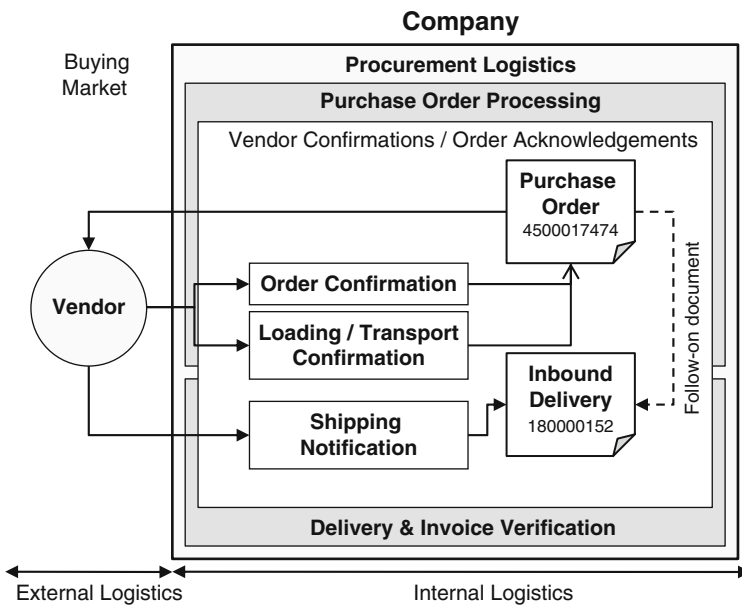 Company
Buying
Market
Procurement Logistics
Purchase Order Processing
Vendor Confirmations / Order Acknowledgements
Purchase
Order
4500017474
Vendor
Order Confirmation
Loading / Transport
Confirmation
Follow-on document
Inbound
Delivery
180000152
Shipping
Notification
Delivery & Invoice Verification
External Logistics
Internal Logistics